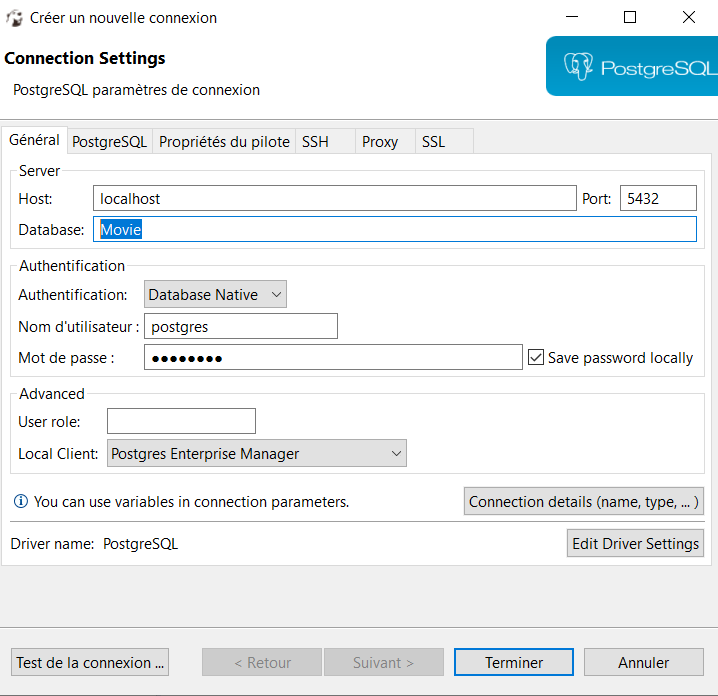 Créer un nouvelle connexion
Connection Settings
PostgreSQL paramètres de connexion
PostgreSQL
Général PostgreSQL Propriétés du pilote SSH Proxy SSL
Server
Host: localhost Port: 5432
Database: Movie
Authentification
Authentification: Database Native
Nom d'utilisateur : postgres
Mot de passe : ●●●●●●●● Save password locally
Advanced
User role:
Local Client: Postgres Enterprise Manager
You can use variables in connection parameters. Connection details (name, type, ... )
Driver name: PostgreSQL Edit Driver Settings
Test de la connexion ... < Retour Suivant > Terminer Annuler